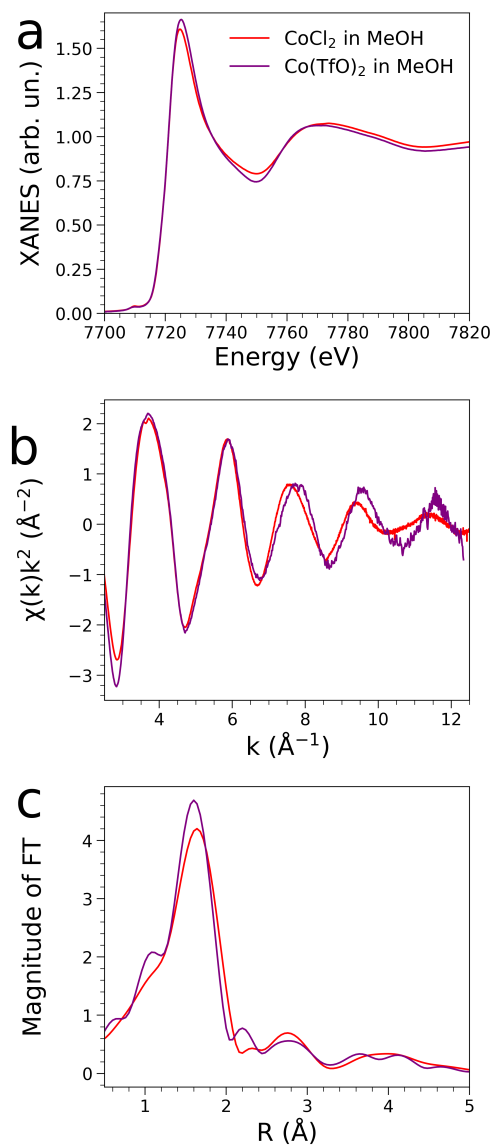 a
CoCl₂ in MeOH
Co(TfO)₂ in MeOH
XANES (arb. un.)
1.50
1.25
1.00
0.75
0.50
0.25
0.00
7700 7720 7740 7760 7780 7800 7820
Energy (eV)
b
χ(k)k² (Å⁻²)
2
1
0
−1
−2
−3
4 6 8 10 12
k (Å⁻¹)
c
Magnitude of FT
4
3
2
1
0
1 2 3 4 5
R (Å)